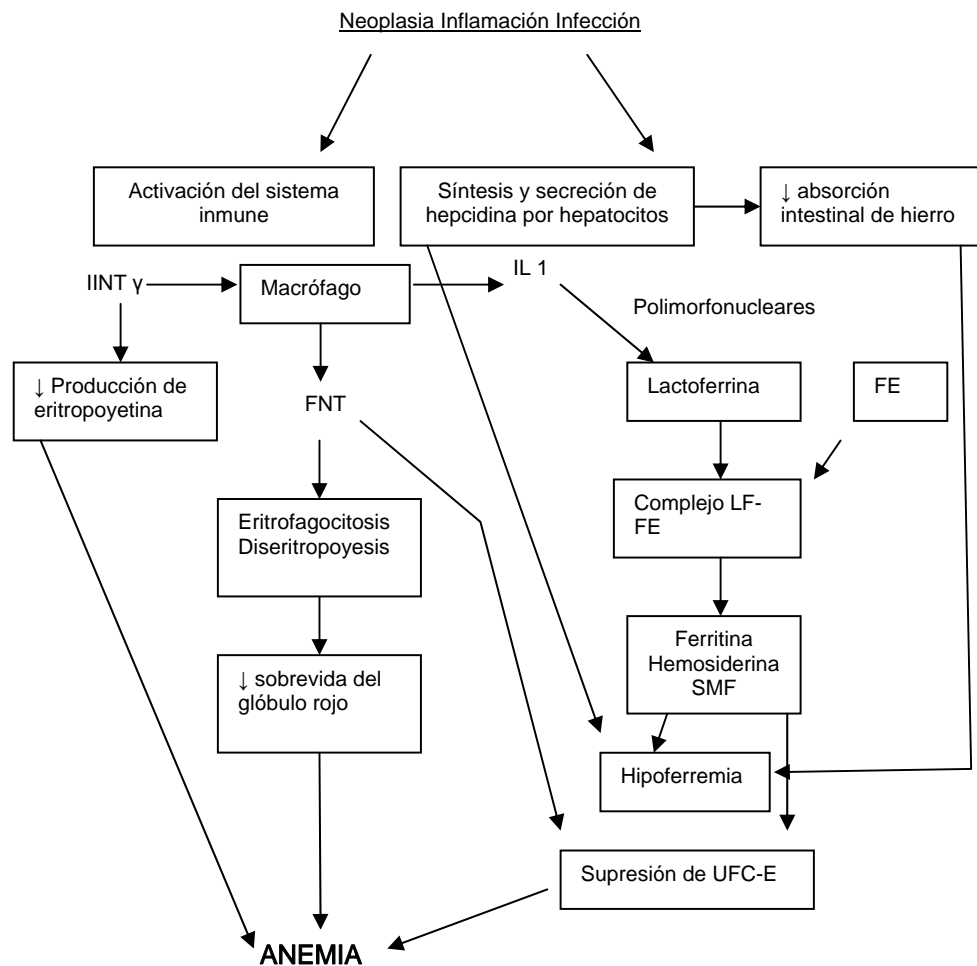 Neoplasia Inflamación Infección
Activación del sistema
inmune
Síntesis y secreción de
hepcidina por hepatocitos
↓ absorción
intestinal de hierro
IINT γ
Macrófago
IL 1
Polimorfonucleares
↓ Producción de
eritropoyetina
FNT
Lactoferrina
FE
Eritrofagocitosis
Diseritropoyesis
Complejo LF-
FE
↓ sobrevida del
glóbulo rojo
Ferritina
Hemosiderina
SMF
Hipoferremia
Supresión de UFC-E
ANEMIA